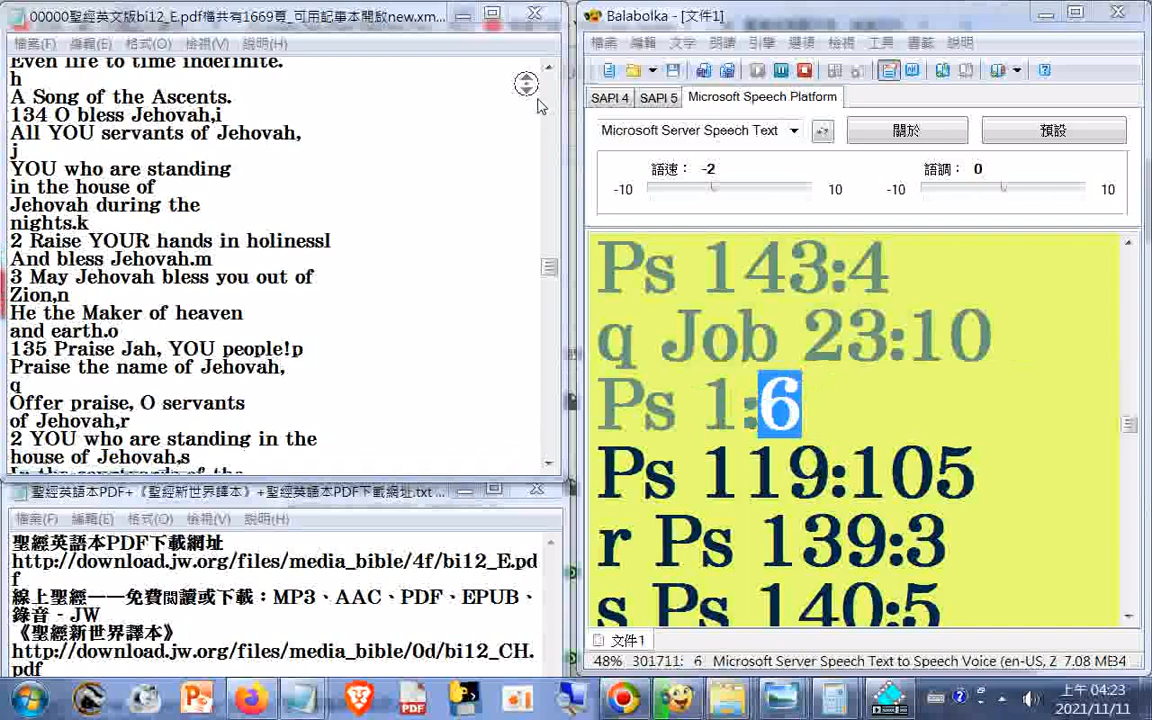 00000聖經英文版bi12_E.pdf檔共有1669頁_可用記事本開啟new.xm...
檔案(F) 編輯(E) 格式(O) 檢視(V) 說明(H)
Even life to time indefinite.
h
A Song of the Ascents.
134 O bless Jehovah,i
All YOU servants of Jehovah,
j
YOU who are standing
in the house of
Jehovah during the
nights.k
2 Raise YOUR hands in holinessl
And bless Jehovah.m
3 May Jehovah bless you out of
Zion,n
He the Maker of heaven
and earth.o
135 Praise Jah, YOU people!p
Praise the name of Jehovah,
q
Offer praise, O servants
of Jehovah,r
2 YOU who are standing in the
house of Jehovah,s
聖經英語本PDF+《聖經新世界譯本》+聖經英語本PDF下載網址.txt ...
檔案(F) 編輯(E) 格式(O) 檢視(V) 說明(H)
聖經英語本PDF下載網址
http://download.jw.org/files/media_bible/4f/bi12_E.pd
f
線上聖經——免費閱讀或下載：MP3、AAC、PDF、EPUB、
錄音 - JW
《聖經新世界譯本》
http://download.jw.org/files/media_bible/0d/bi12_CH.
pdf
Balabolka - [文件1]
檔案 編輯 文字 朗讀 引擎 選項 檢視 工具 書籤 說明
SAPI 4 SAPI 5 Microsoft Speech Platform
Microsoft Server Speech Text 關於 預設
語速： -2 語調： 0
-10 10 -10 10
Ps 143:4
q Job 23:10
Ps 1:6
Ps 119:105
r Ps 139:3
s Ps 140:5
文件1
48% 301711: 6 Microsoft Server Speech Text to Speech Voice (en-US, Z 7.08 MB34
上午 04:23
2021/11/11